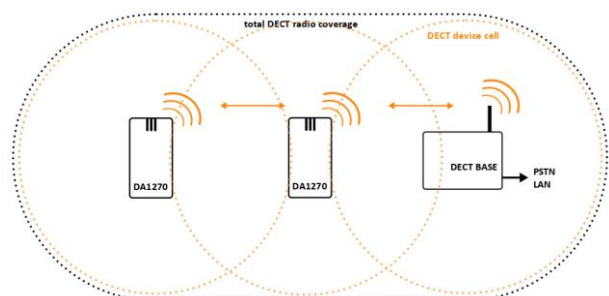 total DECT radio coverage
DECT device cell
DA1270
DA1270
DECT BASE
PSTN
LAN